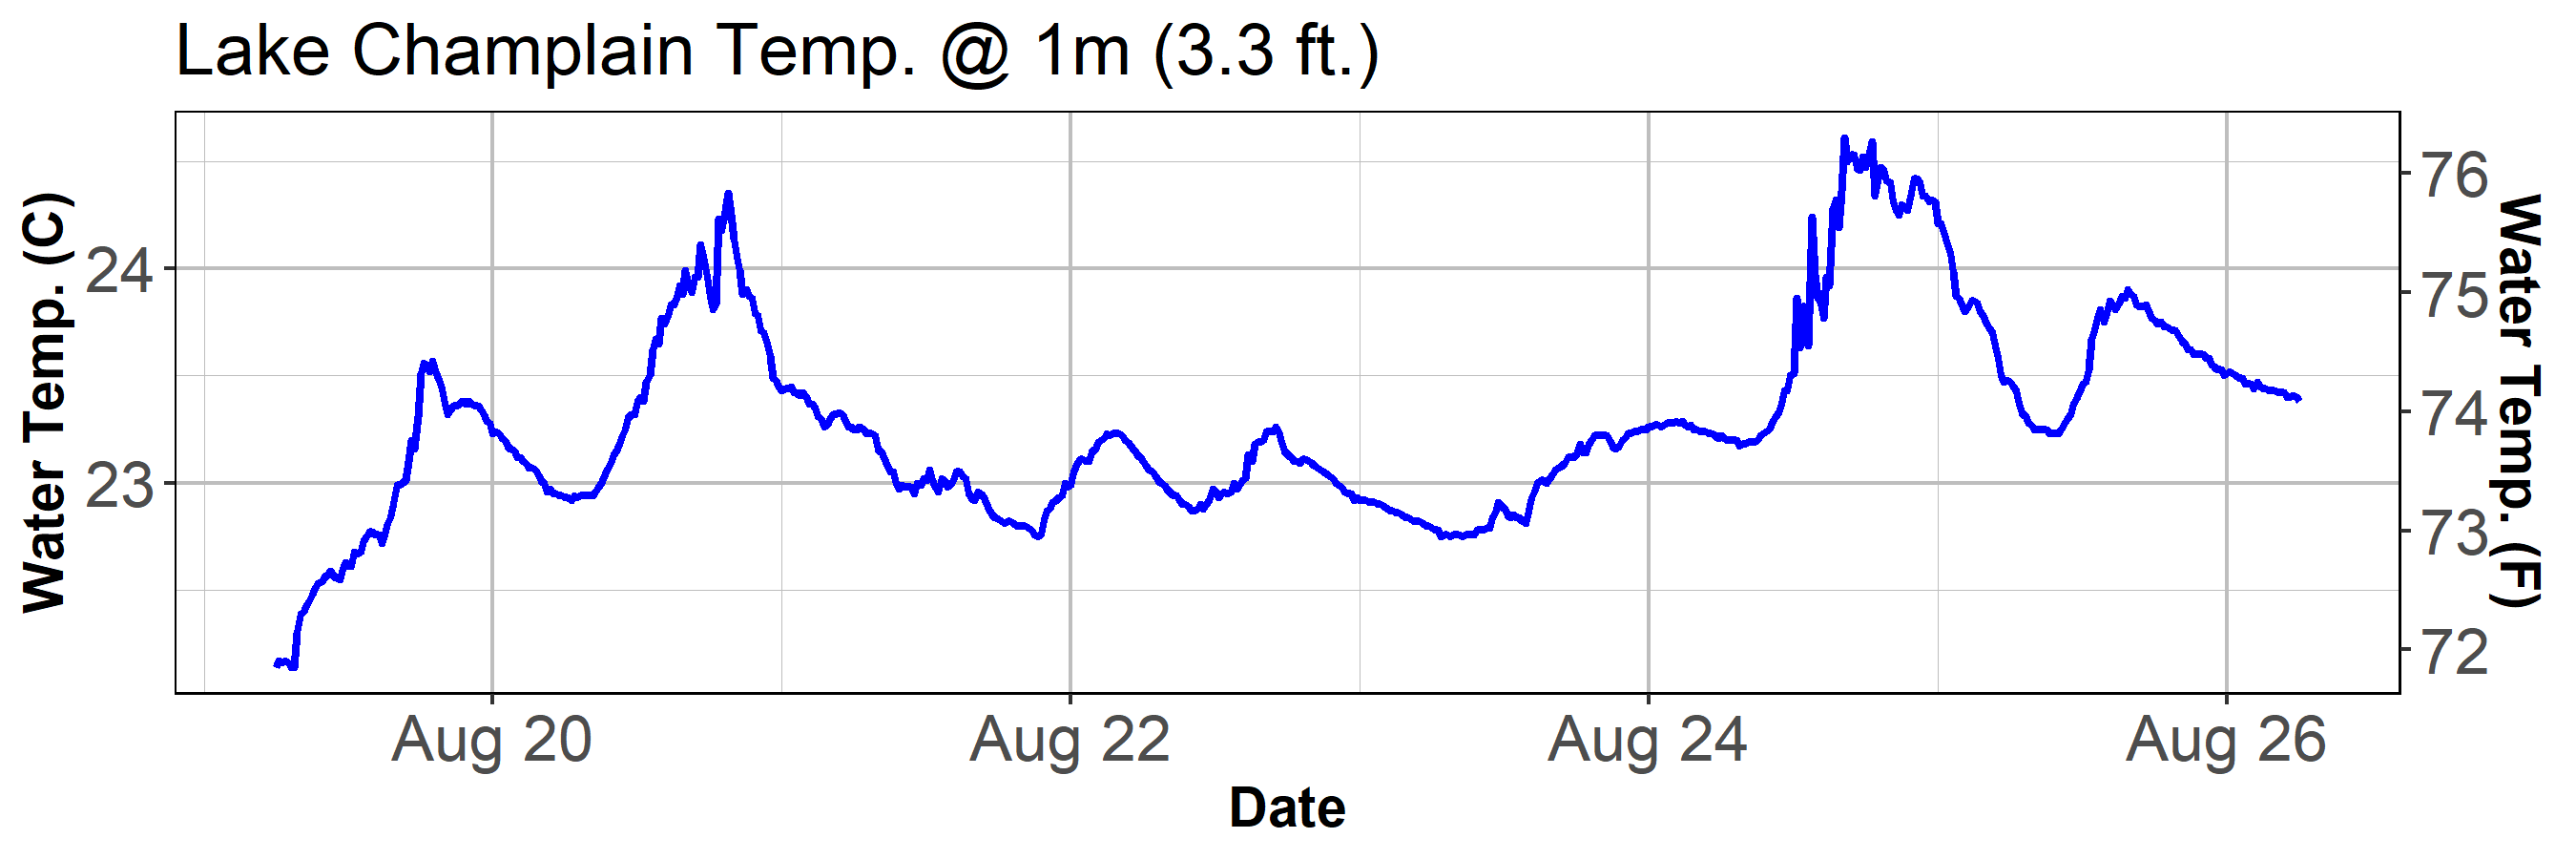 Lake Champlain Temp. @ 1m (3.3 ft.)
Water Temp. (C)
24
23
76
75
74
73
72
Water Temp. (F)
Aug 20 Aug 22 Aug 24 Aug 26
Date